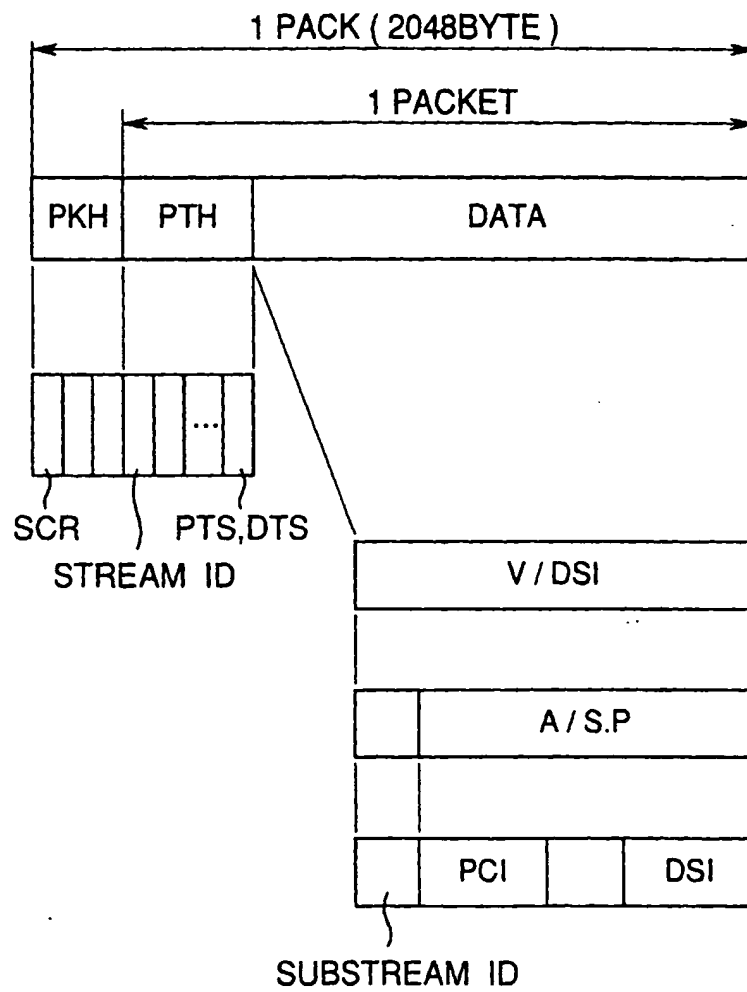 1 PACK ( 2048BYTE )
1 PACKET
PKH PTH DATA
...
SCR PTS,DTS
STREAM ID
V / DSI
A / S.P
PCI DSI
SUBSTREAM ID